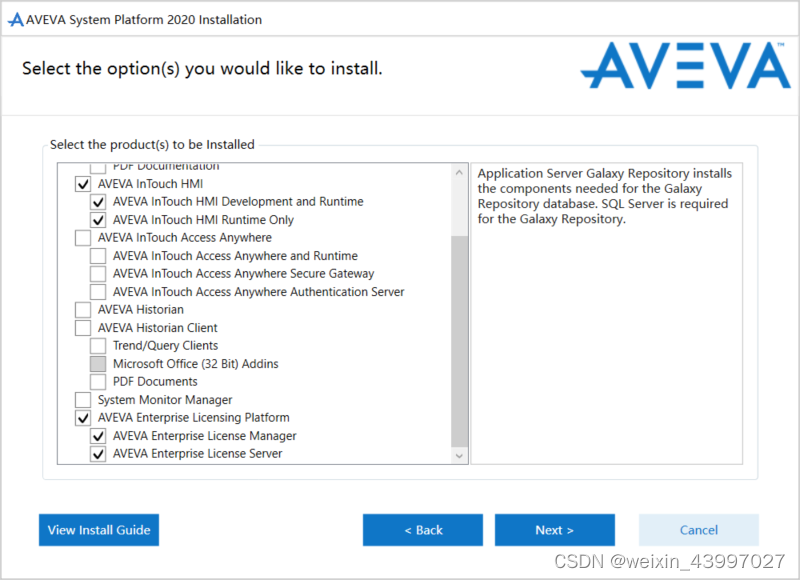 AVEVA System Platform 2020 Installation
Select the option(s) you would like to install.
AVEVA™
Select the product(s) to be Installed
PDF Documentation
AVEVA InTouch HMI
AVEVA InTouch HMI Development and Runtime
AVEVA InTouch HMI Runtime Only
AVEVA InTouch Access Anywhere
AVEVA InTouch Access Anywhere and Runtime
AVEVA InTouch Access Anywhere Secure Gateway
AVEVA InTouch Access Anywhere Authentication Server
AVEVA Historian
AVEVA Historian Client
Trend/Query Clients
Microsoft Office (32 Bit) Addins
PDF Documents
System Monitor Manager
AVEVA Enterprise Licensing Platform
AVEVA Enterprise License Manager
AVEVA Enterprise License Server
Application Server Galaxy Repository installs
the components needed for the Galaxy
Repository database. SQL Server is required
for the Galaxy Repository.
View Install Guide
< Back
Next >
Cancel
CSDN @weixin_43997027